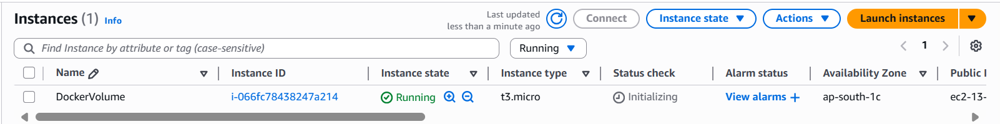 Instances (1) Info
Last updated
less than a minute ago
Connect
Instance state
Actions
Launch instances
Find Instance by attribute or tag (case-sensitive)
Running
1
Name Instance ID Instance state Instance type Status check Alarm status Availability Zone Public I
DockerVolume i-066fc78438247a214 Running t3.micro Initializing View alarms + ap-south-1c ec2-13-